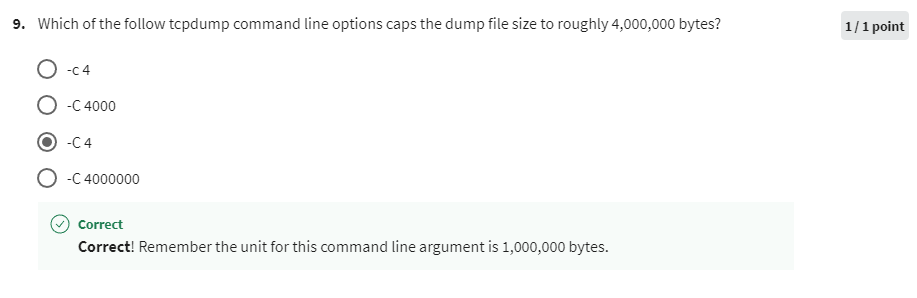 9. Which of the follow tcpdump command line options caps the dump file size to roughly 4,000,000 bytes?
1 / 1 point
-c 4
-C 4000
-C 4
-C 4000000
Correct
Correct! Remember the unit for this command line argument is 1,000,000 bytes.